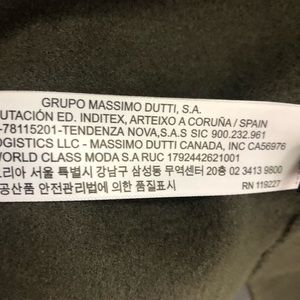 GRUPO MASSIMO DUTTI, S.A.
UTACIÓN ED. INDITEX, ARTEIXO A CORUÑA / SPAIN
-78115201-TENDENZA NOVA,S.A.S SIC 900.232.961
OGISTICS LLC - MASSIMO DUTTI CANADA, INC CA56976
WORLD CLASS MODA S.A RUC 1792442621001
리아 서울 특별시 강남구 삼성동 무역센터 20층 02 3413 9800
공산품 안전관리법에 의한 품질표시 RN 119227